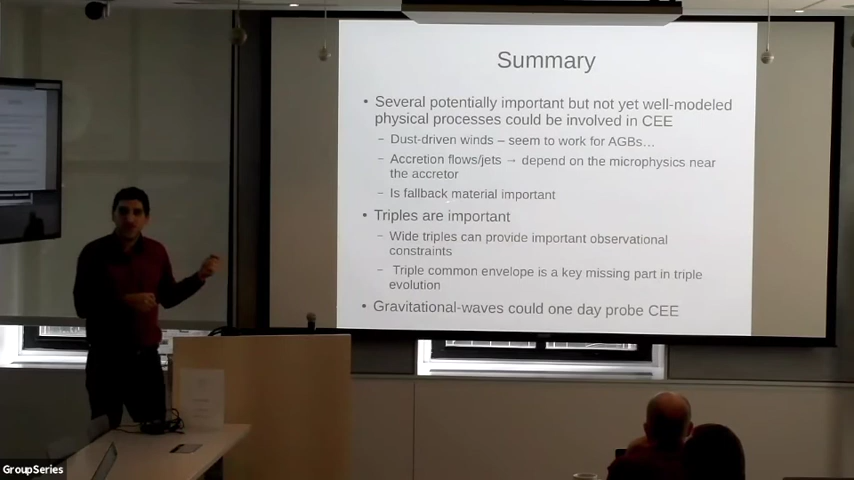 Summary
• Several potentially important but not yet well-modeled
physical processes could be involved in CEE
– Dust-driven winds – seem to work for AGBs...
– Accretion flows/jets → depend on the microphysics near
the accretor
– Is fallback material important
• Triples are important
– Wide triples can provide important observational
constraints
– Triple common envelope is a key missing part in triple
evolution
• Gravitational-waves could one day probe CEE
GroupSeries